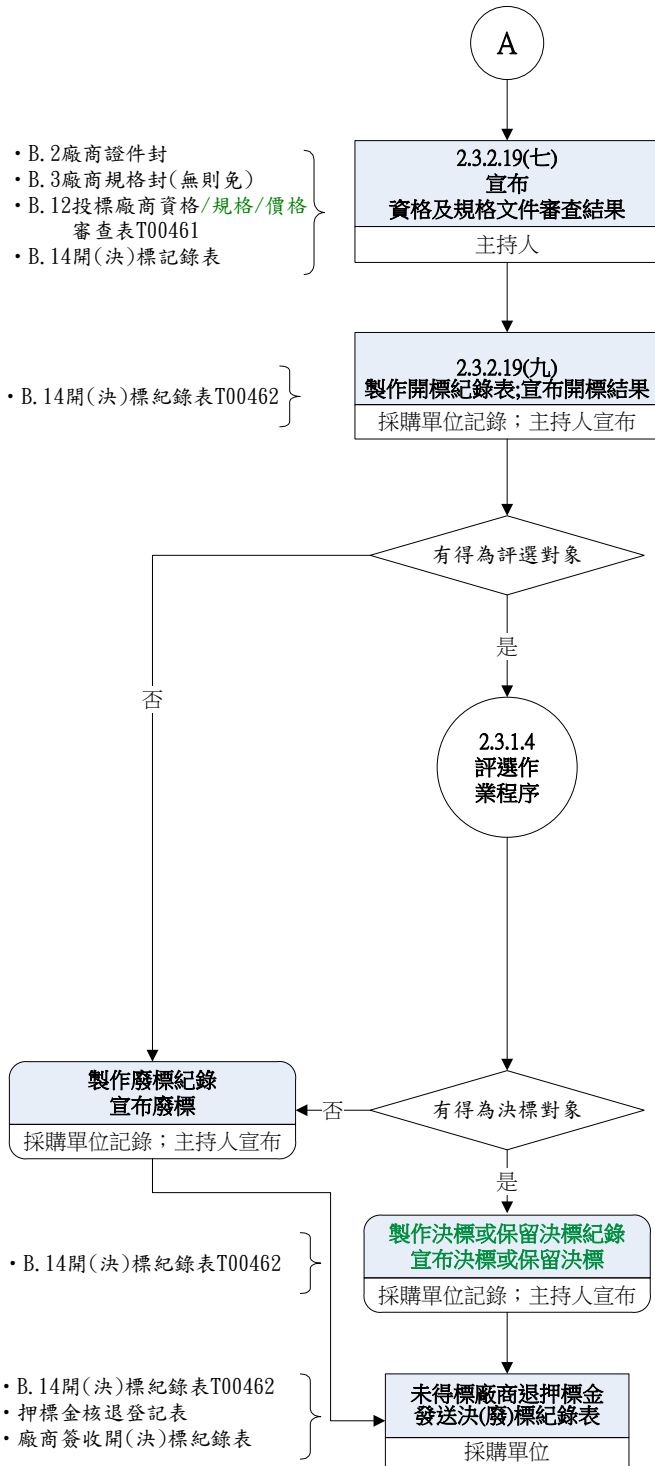 A
・B.2廠商證件封
・B.3廠商規格封(無則免)
・B.12投標廠商資格/規格/價格
審查表T00461
・B.14開(決)標記錄表
2.3.2.19(七)
宣布
資格及規格文件審查結果
主持人
・B.14開(決)標紀錄表T00462
2.3.2.19(九)
製作開標紀錄表;宣布開標結果
採購單位記錄；主持人宣布
有得為評選對象
是
否
2.3.1.4
評選作
業程序
製作廢標紀錄
宣布廢標
採購單位記錄；主持人宣布
否
有得為決標對象
是
・B.14開(決)標紀錄表T00462
製作決標或保留決標紀錄
宣布決標或保留決標
採購單位記錄；主持人宣布
・B.14開(決)標紀錄表T00462
・押標金核退登記表
・廠商簽收開(決)標紀錄表
未得標廠商退押標金
發送決(廢)標紀錄表
採購單位